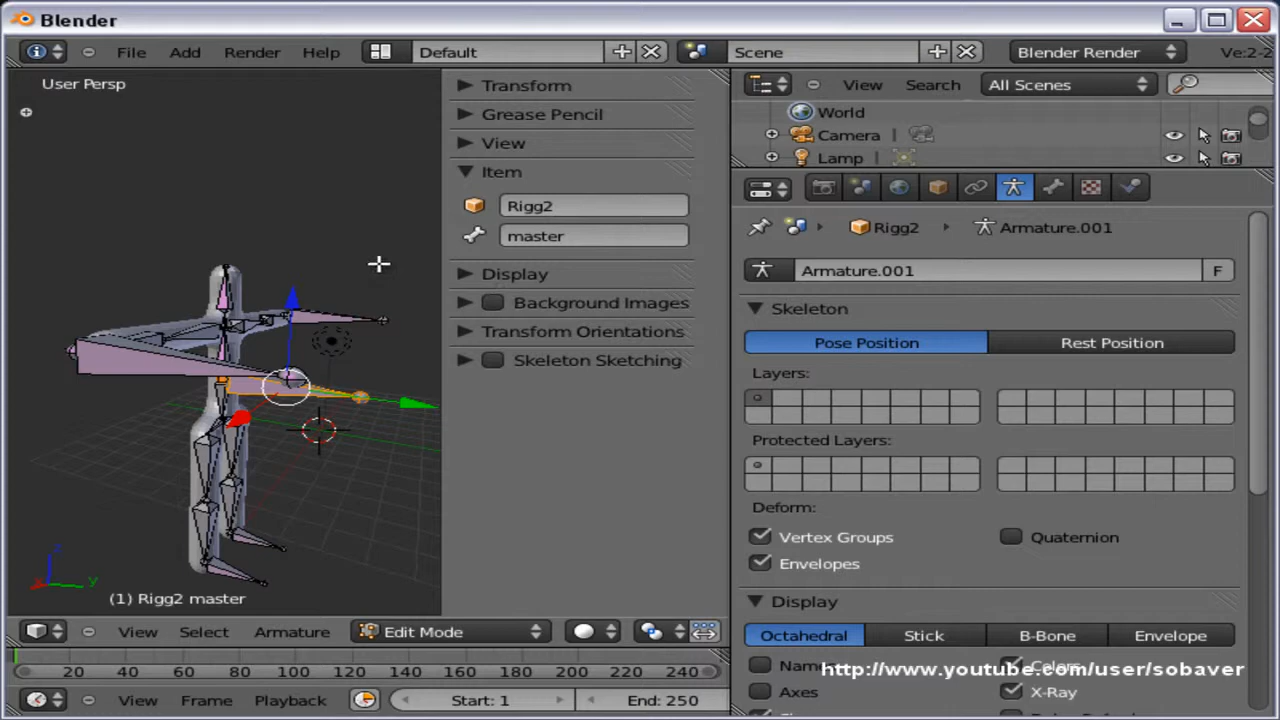 Blender
File Add Render Help Default Scene Blender Render Ve:2-2
User Persp
Transform
Grease Pencil
View
Item
Rigg2
master
Display
Background Images
Transform Orientations
Skeleton Sketching
(1) Rigg2 master
View Select Armature Edit Mode
20 40 60 80 100 120 140 160 180 200 220 240
View Frame Playback Start: 1 End: 250
View Search All Scenes
World
Camera
Lamp
Rigg2 Armature.001
Armature.001 F
Skeleton
Pose Position Rest Position
Layers:
Protected Layers:
Deform:
Vertex Groups Quaternion
Envelopes
Display
Octahedral Stick B-Bone Envelope
Colors
http://www.youtube.com/user/sobaver
Axes X-Ray